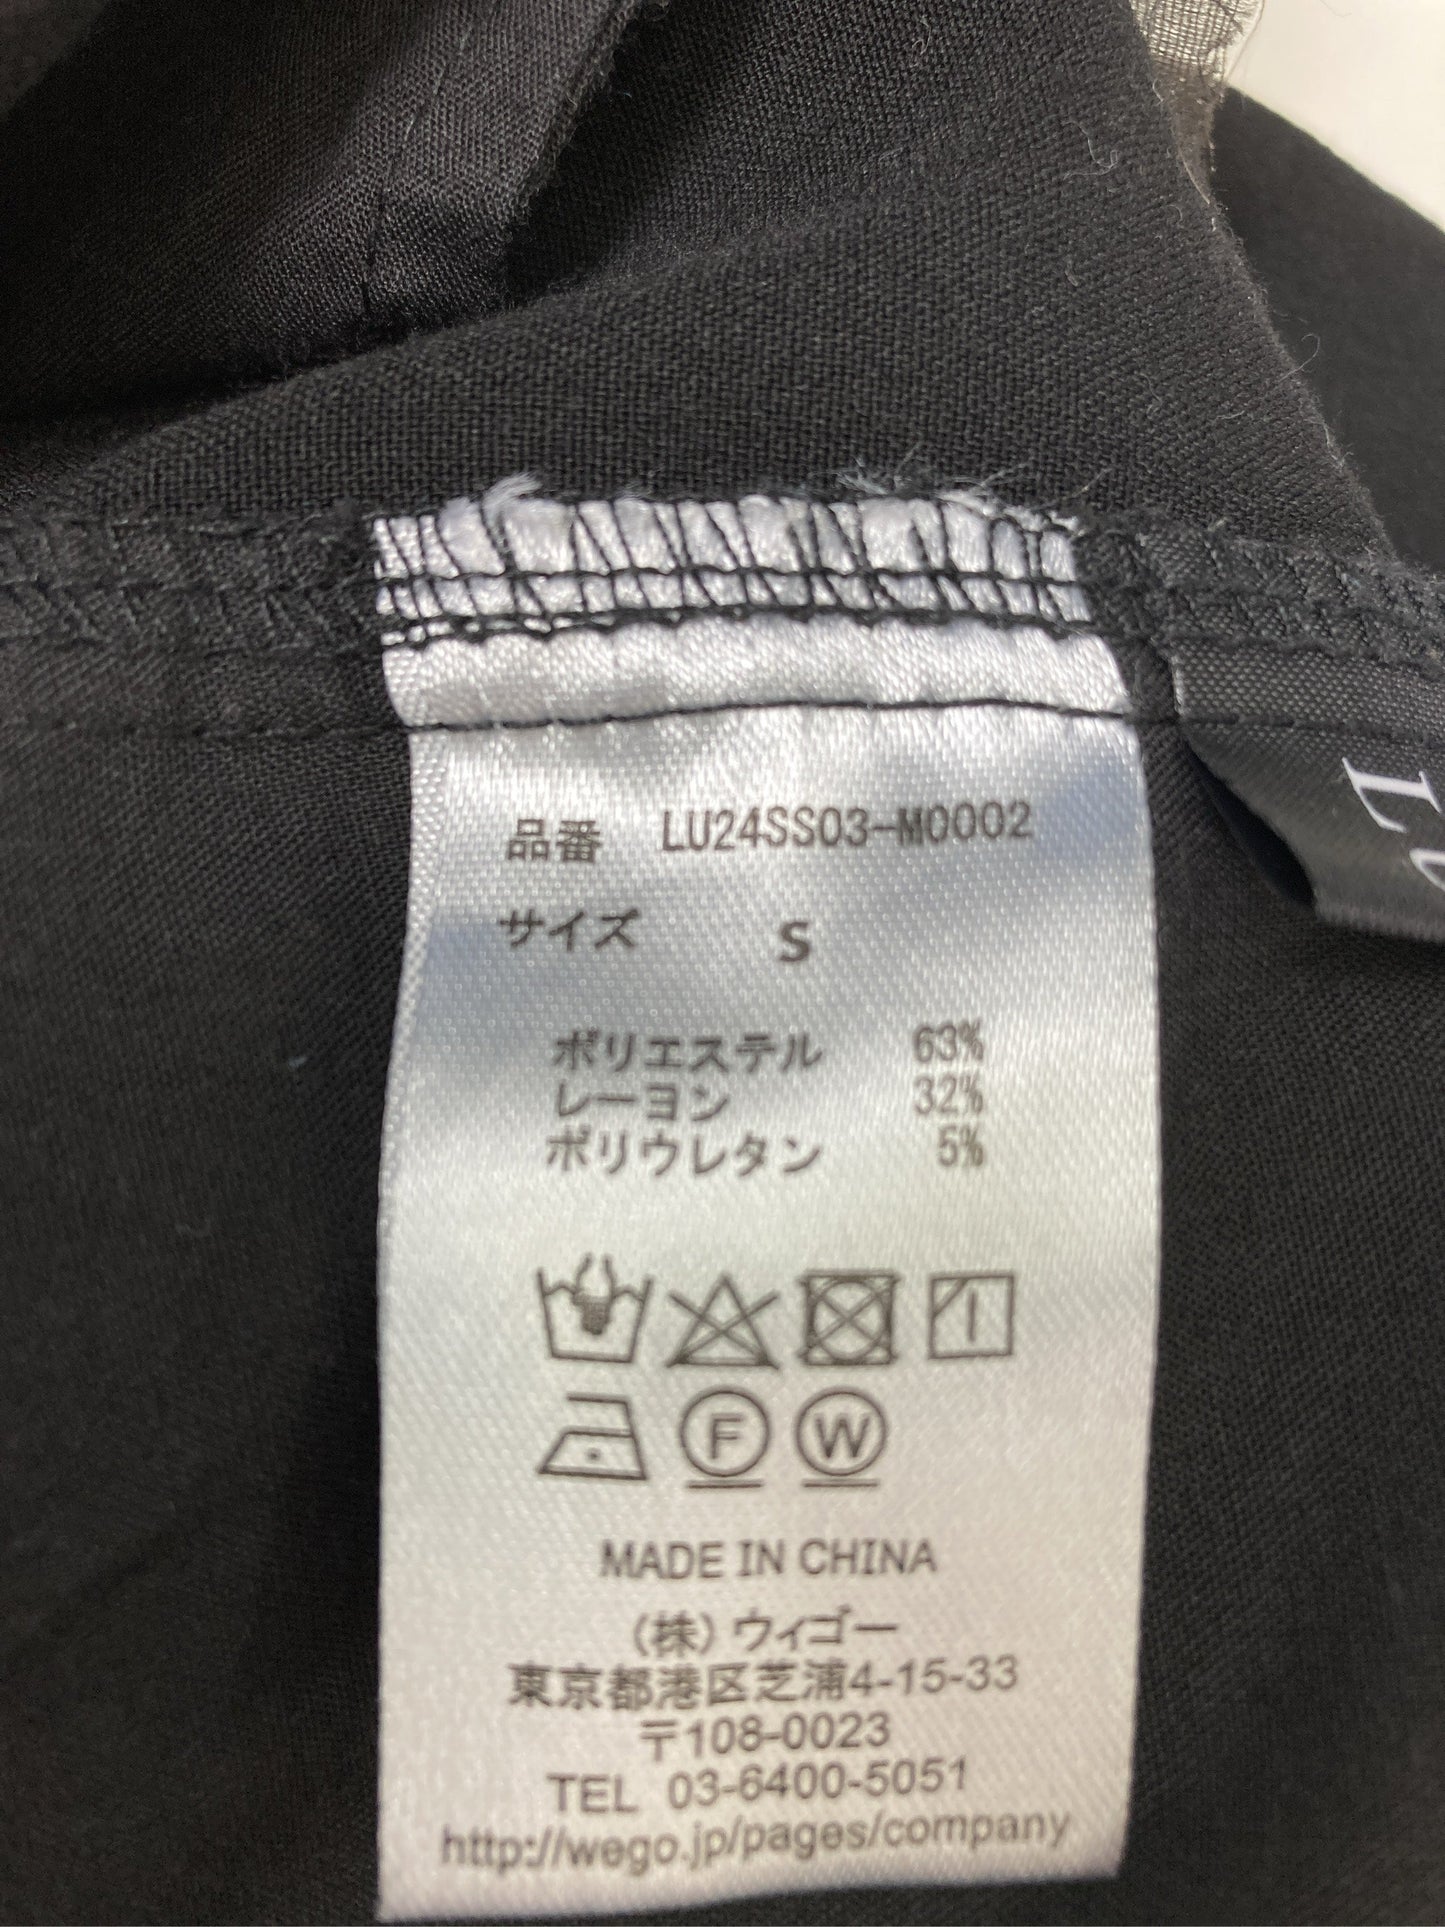 品番 LU24SS03-M0002
サイズ S
ポリエステル 63%
レーヨン 32%
ポリウレタン 5%
F W
MADE IN CHINA
(株)ウィゴー
東京都港区芝浦4-15-33
〒108-0023
TEL 03-6400-5051
http://wego.jp/pages/company